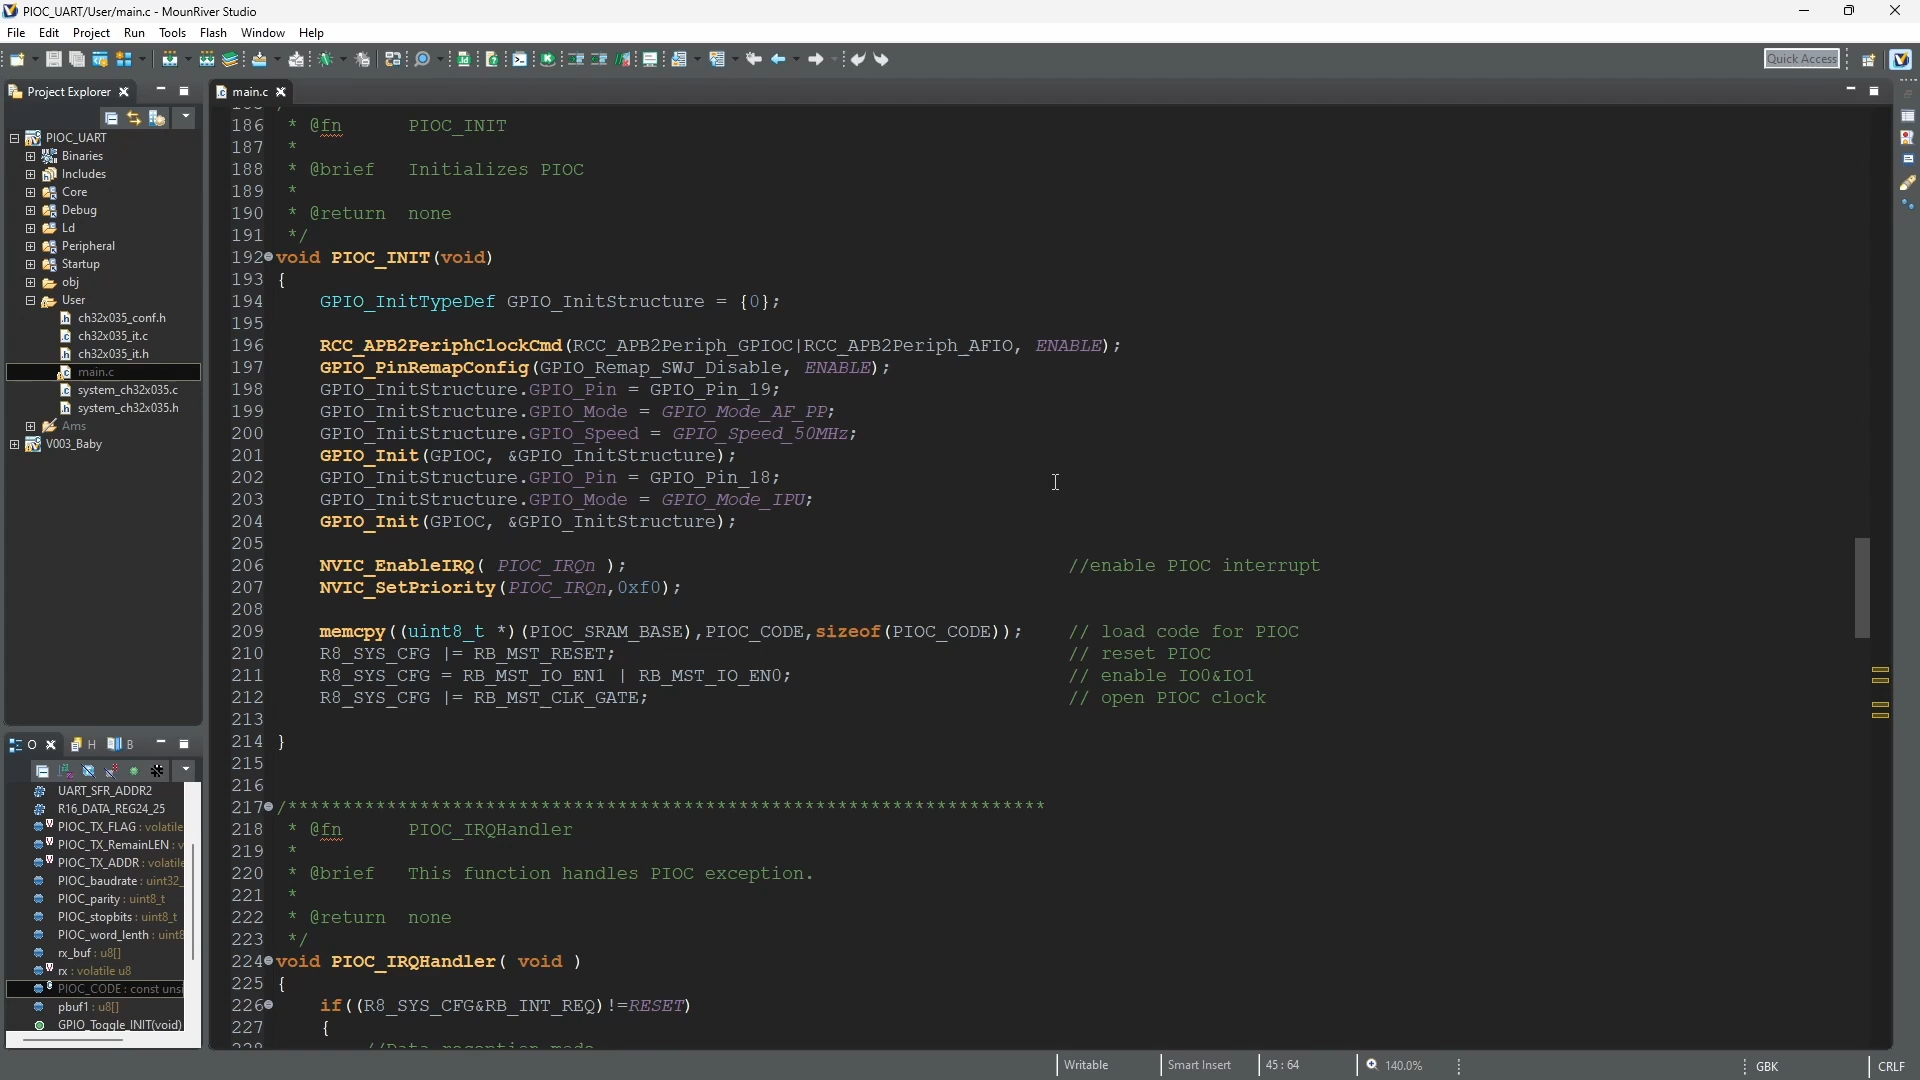 PIOC_UART/User/main.c - MounRiver Studio
File Edit Project Run Tools Flash Window Help
Quick Access
Project Explorer
main.c
PIOC_UART
Binaries
Includes
Core
Debug
Ld
Peripheral
Startup
obj
User
ch32x035_conf.h
ch32x035_it.c
ch32x035_it.h
main.c
system_ch32x035.c
system_ch32x035.h
Ams
V003_Baby
O H B
UART_SFR_ADDR2
R16_DATA_REG24_25
PIOC_TX_FLAG : volatile
PIOC_TX_RemainLEN : v
PIOC_TX_ADDR : volatile
PIOC_baudrate : uint32_
PIOC_parity : uint8_t
PIOC_stopbits : uint8_t
PIOC_word_lenth : uint8
rx_buf : u8[]
rx : volatile u8
PIOC_CODE : const unsi
pbuf1 : u8[]
GPIO_Toggle_INIT(void)
186 * @fn PIOC_INIT
187 *
188 * @brief Initializes PIOC
189 *
190 * @return none
191 */
192 void PIOC_INIT(void)
193 {
194 GPIO_InitTypeDef GPIO_InitStructure = {0};
195
196 RCC_APB2PeriphClockCmd(RCC_APB2Periph_GPIOC|RCC_APB2Periph_AFIO, ENABLE);
197 GPIO_PinRemapConfig(GPIO_Remap_SWJ_Disable, ENABLE);
198 GPIO_InitStructure.GPIO_Pin = GPIO_Pin_19;
199 GPIO_InitStructure.GPIO_Mode = GPIO_Mode_AF_PP;
200 GPIO_InitStructure.GPIO_Speed = GPIO_Speed_50MHz;
201 GPIO_Init(GPIOC, &GPIO_InitStructure);
202 GPIO_InitStructure.GPIO_Pin = GPIO_Pin_18;
203 GPIO_InitStructure.GPIO_Mode = GPIO_Mode_IPU;
204 GPIO_Init(GPIOC, &GPIO_InitStructure);
205
206 NVIC_EnableIRQ( PIOC_IRQn ); //enable PIOC interrupt
207 NVIC_SetPriority(PIOC_IRQn,0xf0);
208
209 memcpy((uint8_t *)(PIOC_SRAM_BASE),PIOC_CODE,sizeof(PIOC_CODE)); // load code for PIOC
210 R8_SYS_CFG |= RB_MST_RESET; // reset PIOC
211 R8_SYS_CFG = RB_MST_IO_EN1 | RB_MST_IO_EN0; // enable IO0&IO1
212 R8_SYS_CFG |= RB_MST_CLK_GATE; // open PIOC clock
213
214 }
215
216
217 /*********************************************************************
218 * @fn PIOC_IRQHandler
219 *
220 * @brief This function handles PIOC exception.
221 *
222 * @return none
223 */
224 void PIOC_IRQHandler( void )
225 {
226 if((R8_SYS_CFG&RB_INT_REQ)!=RESET)
227 {
Writable Smart Insert 45 : 64 140.0% GBK CRLF